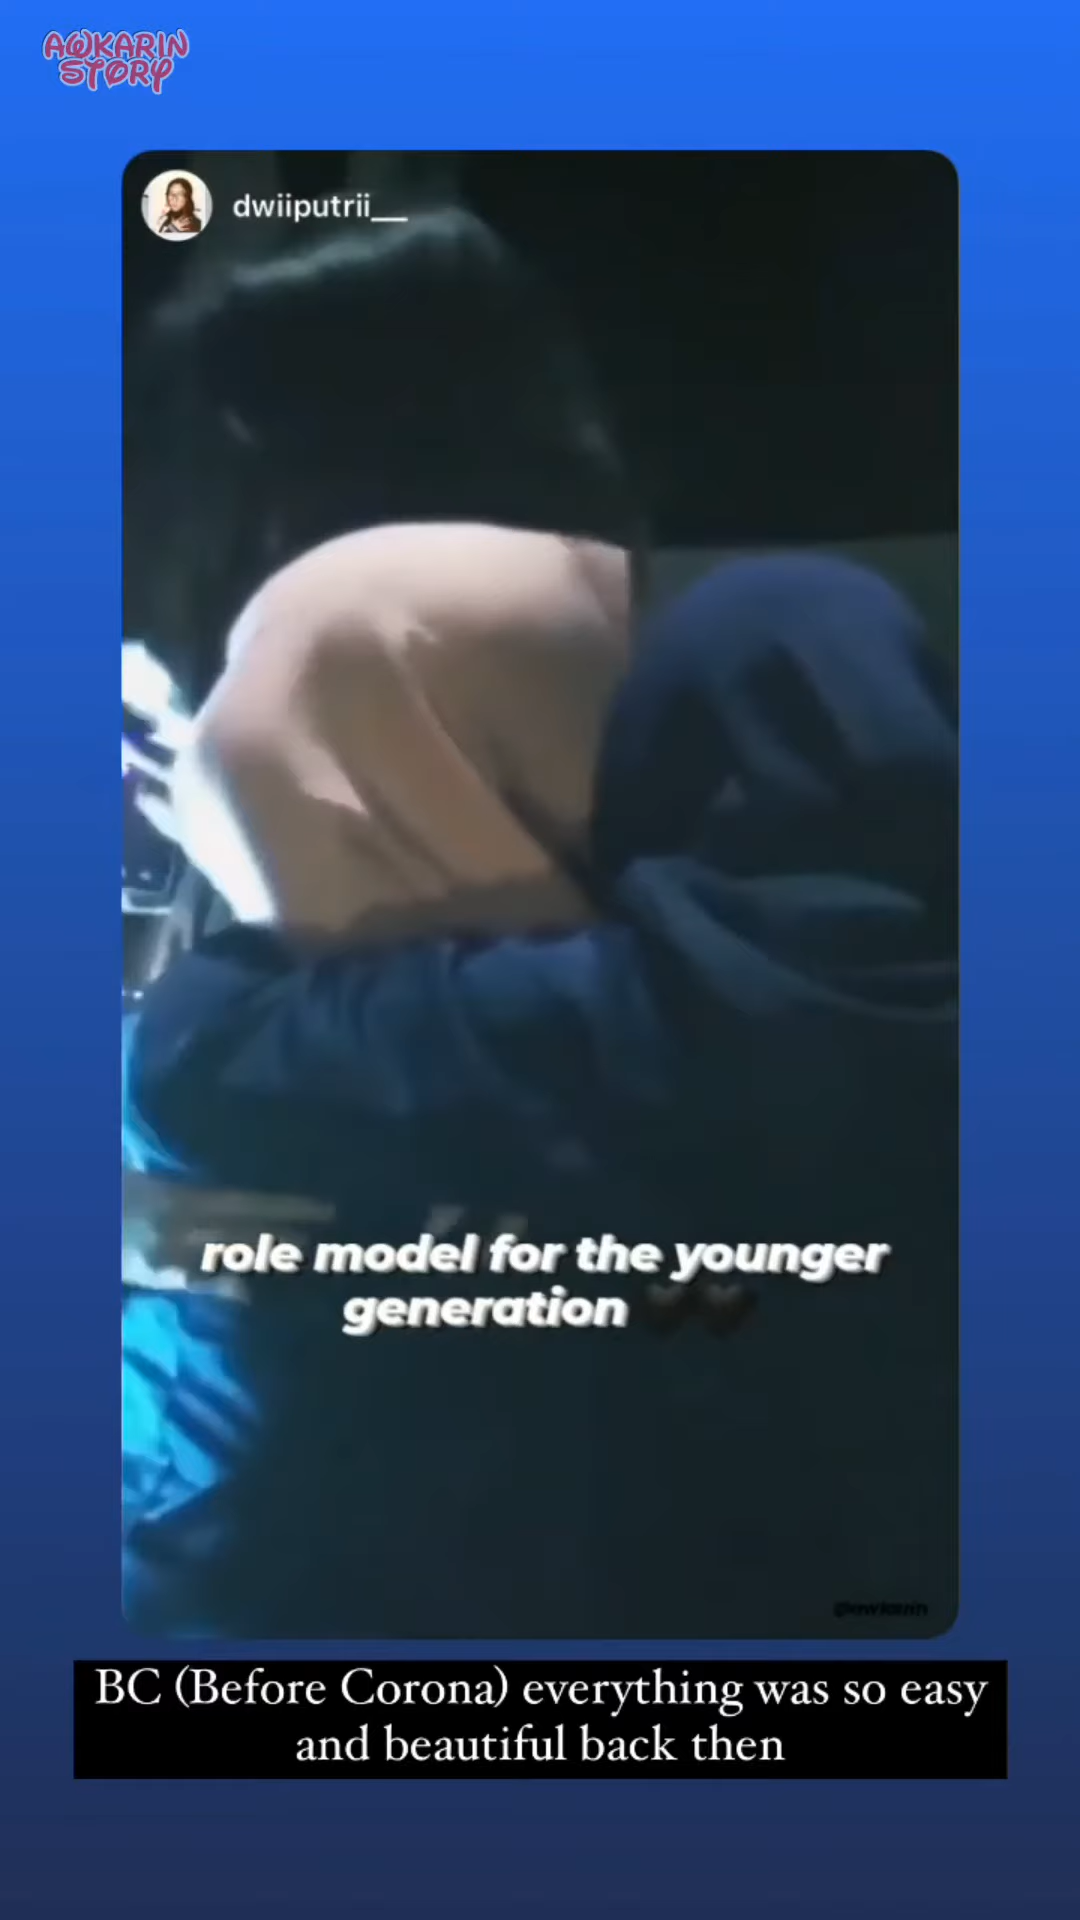 AWKARIN
STORY
dwiiputrii__
role model for the younger
generation
@awkarin
BC (Before Corona) everything was so easy
and beautiful back then